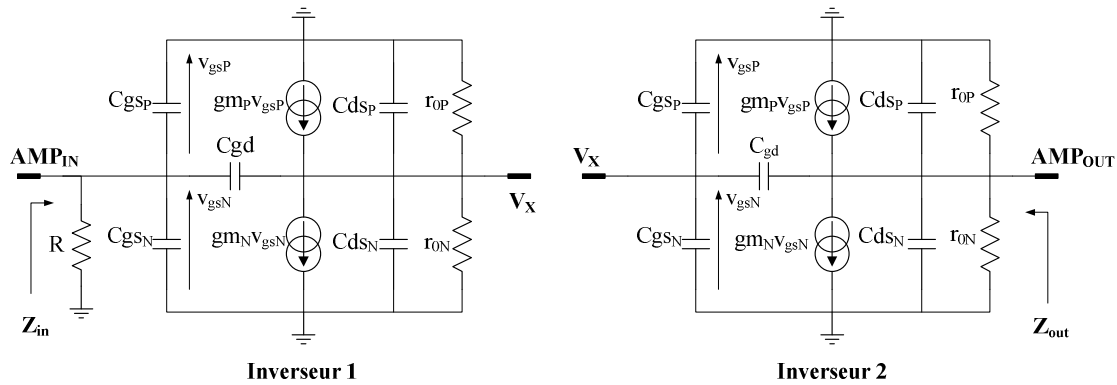 v_gsP
Cgs_P
gm_Pv_gsP
Cds_P
r_0P
AMP_IN
Cgd
V_X
v_gsN
R
Cgs_N
gm_Nv_gsN
Cds_N
r_0N
Z_in
Inverseur 1
v_gsP
Cgs_P
gm_Pv_gsP
Cds_P
r_0P
V_X
C_gd
AMP_OUT
v_gsN
Cgs_N
gm_Nv_gsN
Cds_N
r_0N
Z_out
Inverseur 2